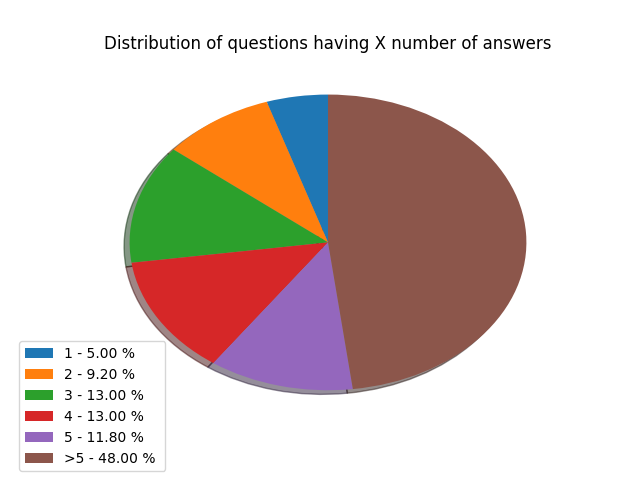 Distribution of questions having X number of answers
1 - 5.00 %
2 - 9.20 %
3 - 13.00 %
4 - 13.00 %
5 - 11.80 %
>5 - 48.00 %